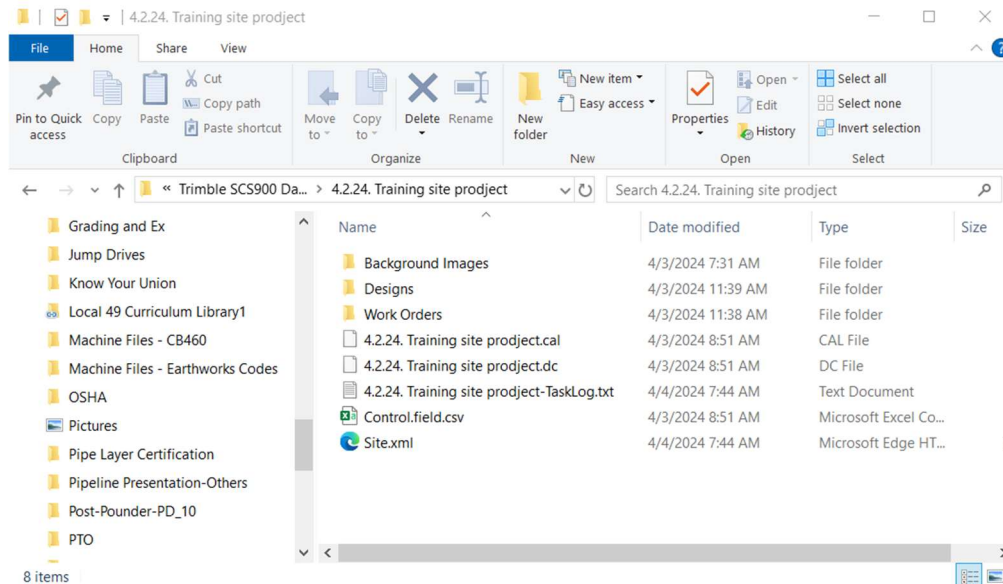 4.2.24. Training site prodject
File Home Share View
Pin to Quick access
Copy
Paste
Cut
Copy path
Paste shortcut
Clipboard
Move to
Copy to
Delete
Rename
Organize
New folder
New item
Easy access
New
Properties
Open
Edit
History
Open
Select all
Select none
Invert selection
Select
« Trimble SCS900 Da... > 4.2.24. Training site prodject
Search 4.2.24. Training site prodject
Grading and Ex
Jump Drives
Know Your Union
Local 49 Curriculum Library1
Machine Files - CB460
Machine Files - Earthworks Codes
OSHA
Pictures
Pipe Layer Certification
Pipeline Presentation-Others
Post-Pounder-PD_10
PTO
Name Date modified Type Size
Background Images 4/3/2024 7:31 AM File folder
Designs 4/3/2024 11:39 AM File folder
Work Orders 4/3/2024 11:38 AM File folder
4.2.24. Training site prodject.cal 4/3/2024 8:51 AM CAL File
4.2.24. Training site prodject.dc 4/3/2024 8:51 AM DC File
4.2.24. Training site prodject-TaskLog.txt 4/4/2024 7:44 AM Text Document
Control.field.csv 4/3/2024 8:51 AM Microsoft Excel Co...
Site.xml 4/4/2024 7:44 AM Microsoft Edge HT...
8 items